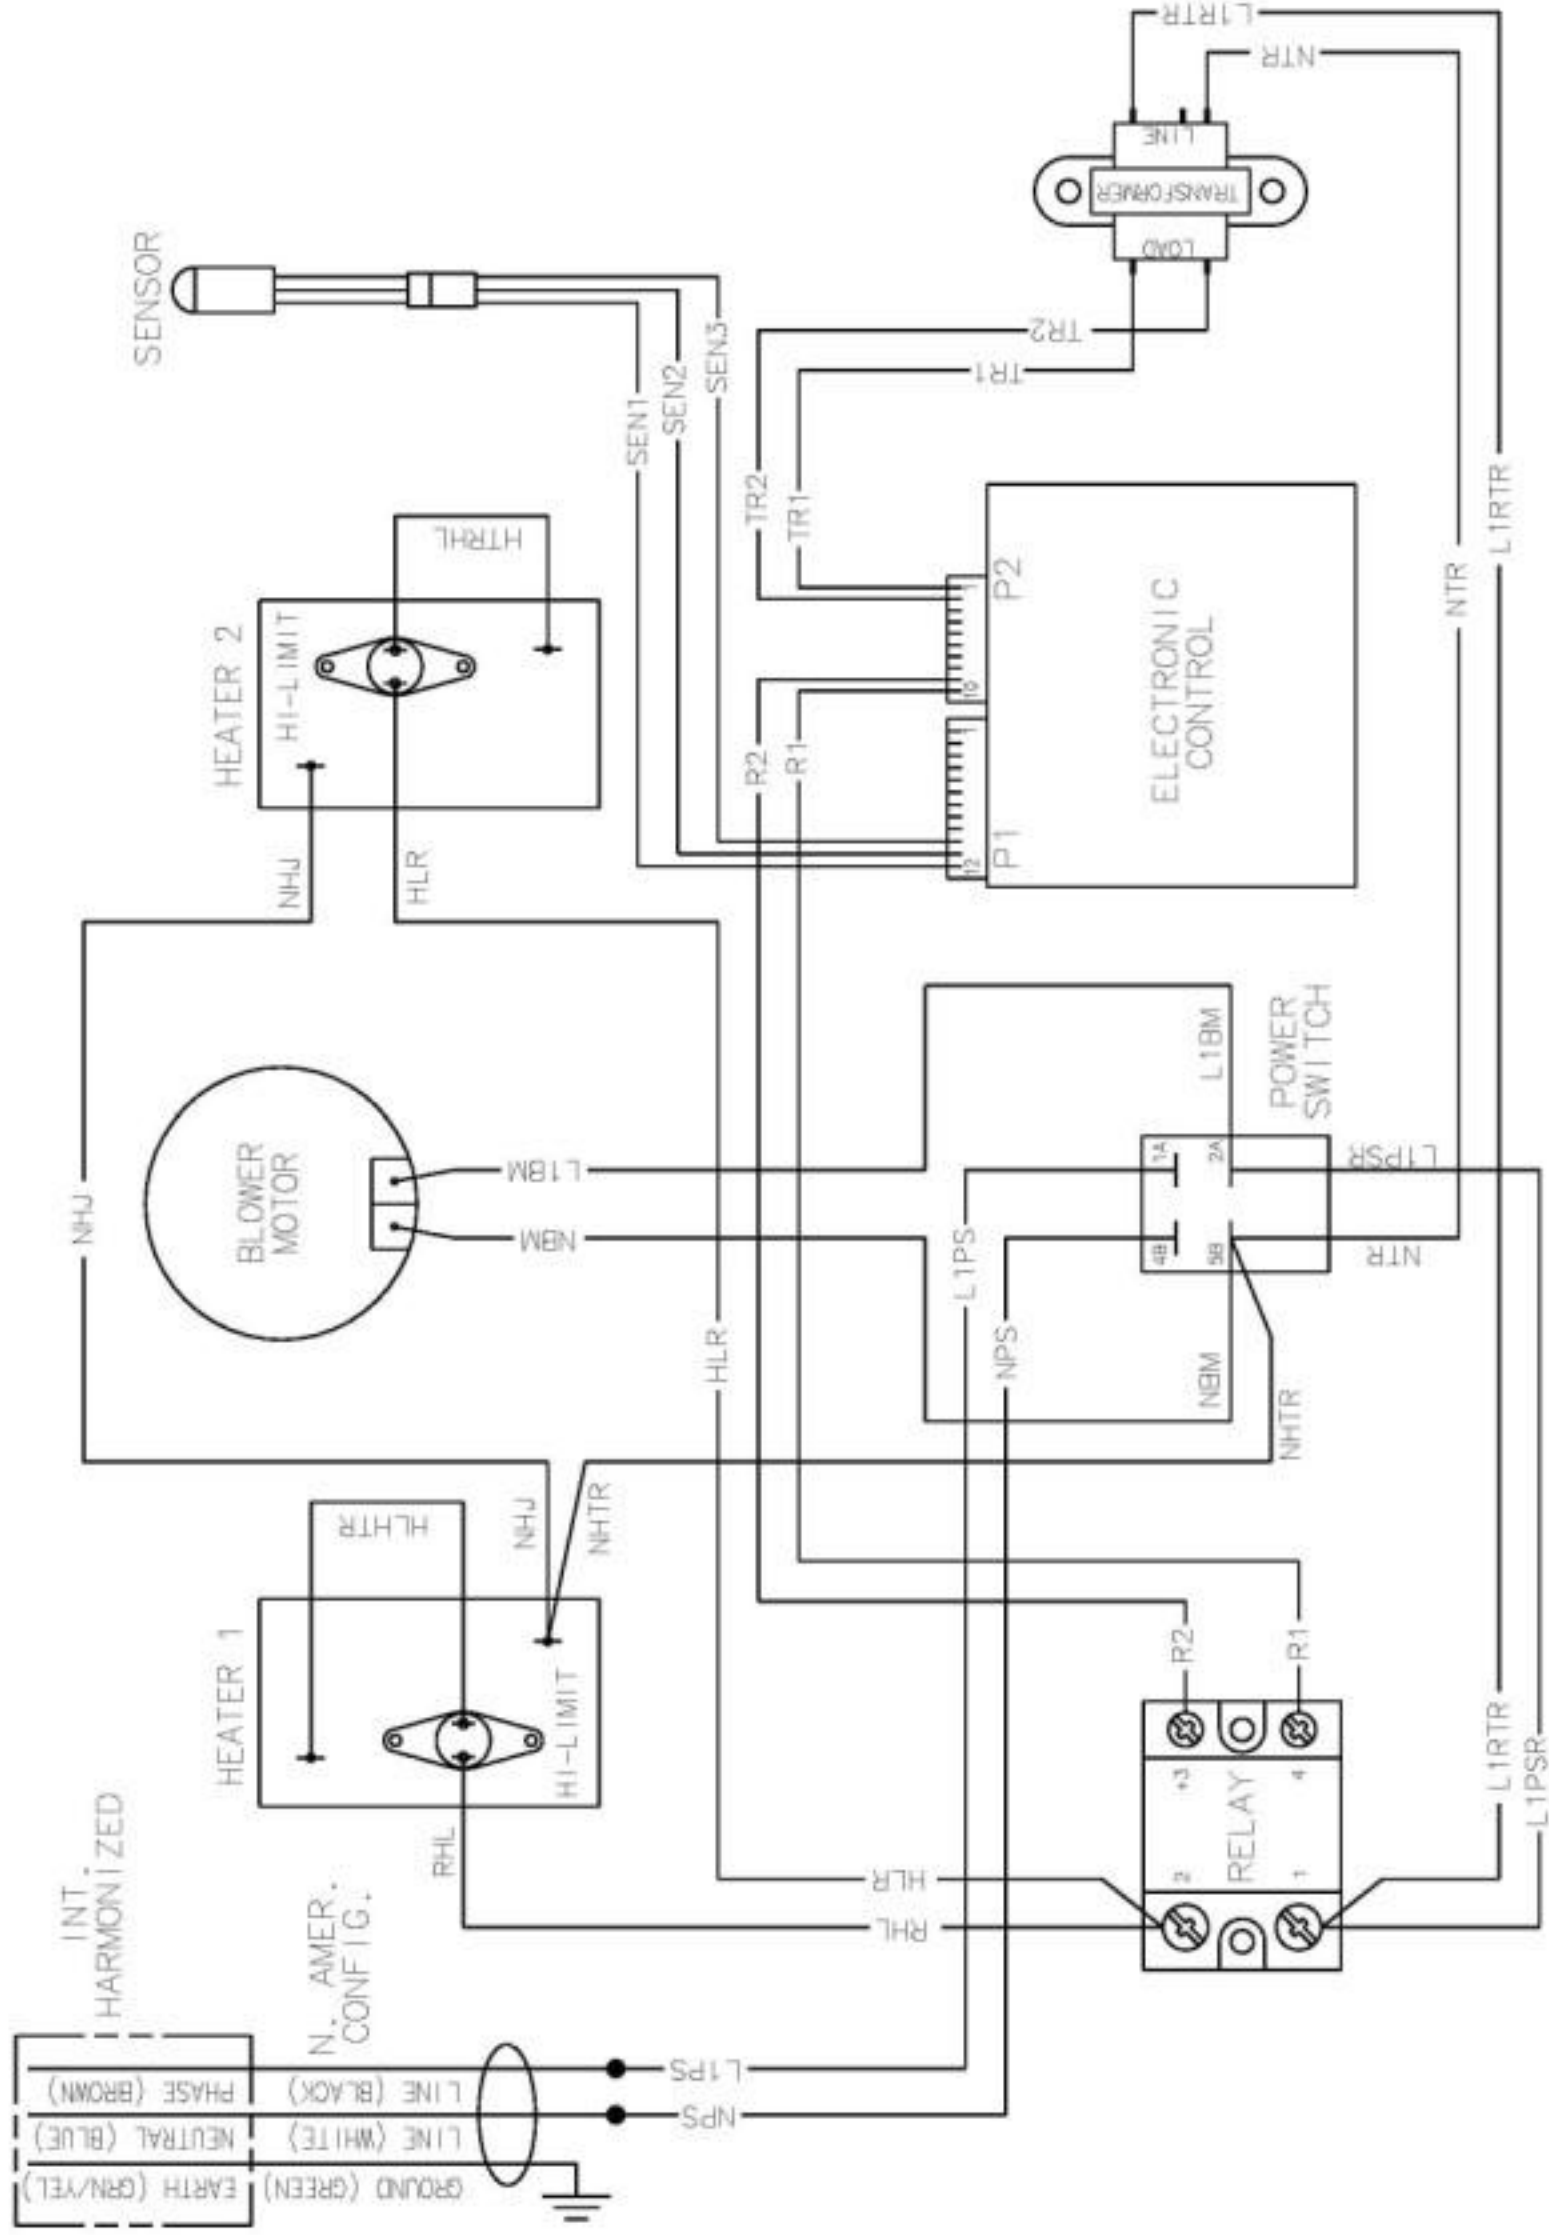 INT.
HARMONIZED
N. AMER.
CONFIG.
PHASE (BROWN)
LINE (BLACK)
NEUTRAL (BLUE)
LINE (WHITE)
EARTH (GRN/YEL)
GROUND (GREEN)
L1PS
NPS
HEATER 1
HI-LIMIT
HLHTR
RHL
NHJ
NHTR
NHJ
BLOWER
MOTOR
L1BM
NBM
HEATER 2
HI-LIMIT
HTRHL
NHJ
HLR
SENSOR
SEN1
SEN2
SEN3
HLR
HLR
RHL
R2
R1
TR2
TR1
TR2
TR1
L1PS
NPS
P1
12
1
P2
10
1
ELECTRONIC
CONTROL
LOAD
TRANSFORMER
LINE
L1RTR
NTR
POWER
SWITCH
1A
2A
4B
5B
L1BM
NBM
NHTR
L1PSR
NTR
NTR
L1RTR
RELAY
2
+3
1
4
R2
R1
L1RTR
L1PSR